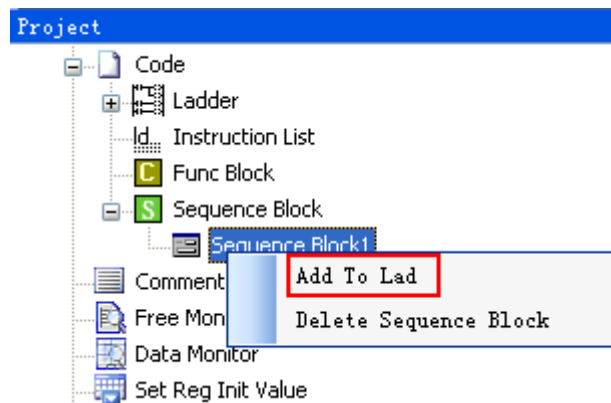 Project
Code
Ladder
Instruction List
Func Block
Sequence Block
Sequence Block1
Comment
Add To Lad
Free Mon
Delete Sequence Block
Data Monitor
Set Reg Init Value